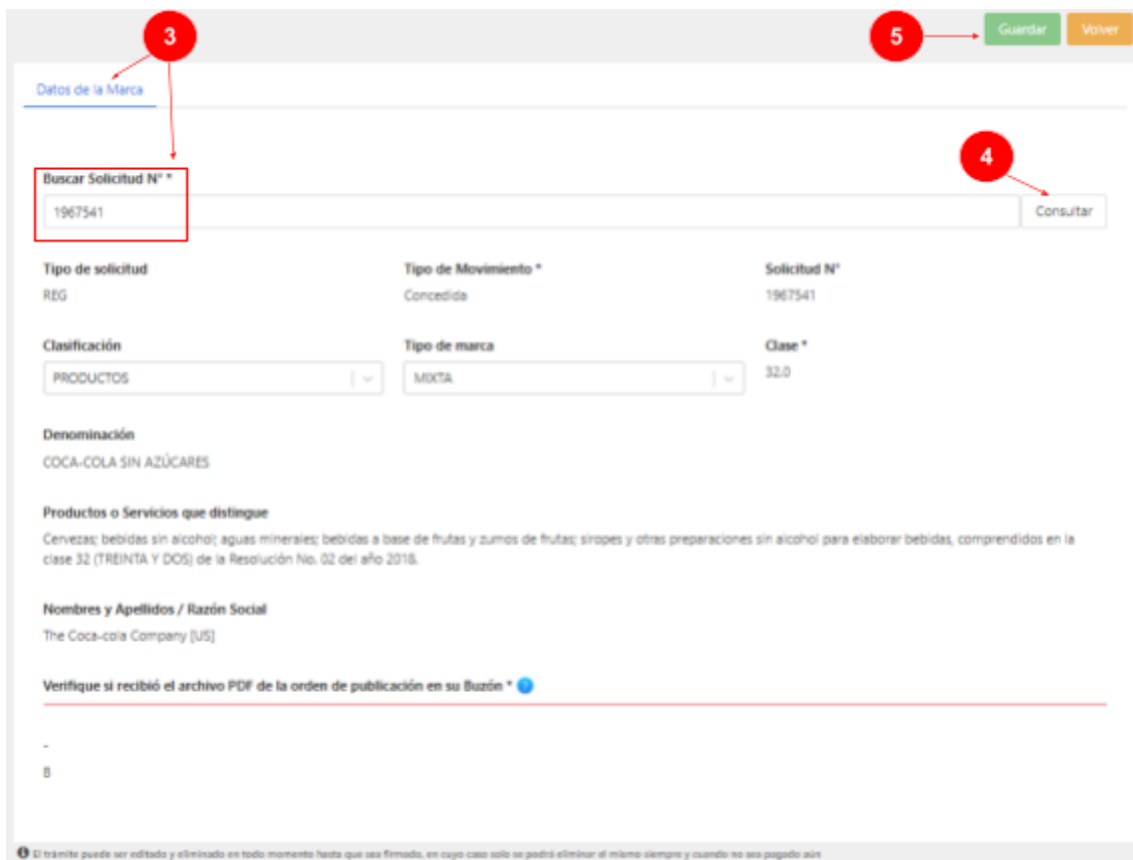 3
5
Guardar Volver
Datos de la Marca
4
Buscar Solicitud N° *
1967541 Consultar
Tipo de solicitud Tipo de Movimiento * Solicitud N°
REG Concedida 1967541
Clasificación Tipo de marca Clase *
PRODUCTOS MIXTA 32.0
Denominación
COCA-COLA SIN AZÚCARES
Productos o Servicios que distingue
Cervezas; bebidas sin alcohol; aguas minerales; bebidas a base de frutas y zumos de frutas; siropes y otras preparaciones sin alcohol para elaborar bebidas, comprendidos en la
clase 32 (TREINTA Y DOS) de la Resolución No. 02 del año 2018.
Nombres y Apellidos / Razón Social
The Coca-cola Company [US]
Verifique si recibió el archivo PDF de la orden de publicación en su Buzón * ?
-
B
El trámite puede ser editado y eliminado en todo momento hasta que sea firmado, en cuyo caso solo se podrá eliminar el mismo siempre y cuando no sea pagado aún